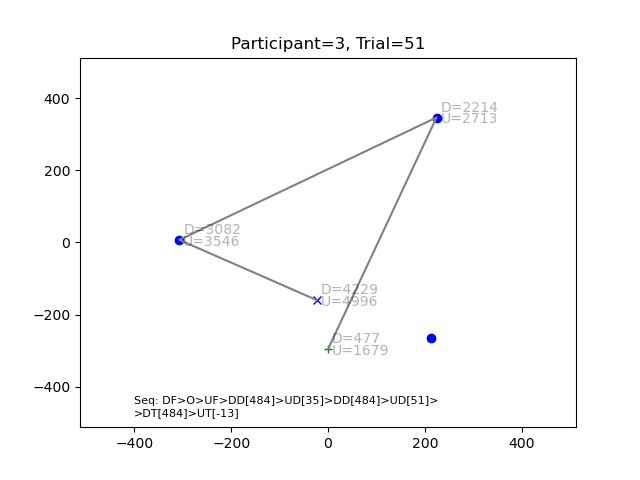 Participant=3, Trial=51
400
200
0
−200
−400
D=2214
U=2713
D=3082
U=3546
D=4229
U=4996
D=477
U=1679
Seq: DF>O>UF>DD[484]>UD[35]>DD[484]>UD[51]>
>DT[484]>UT[-13]
−400 −200 0 200 400